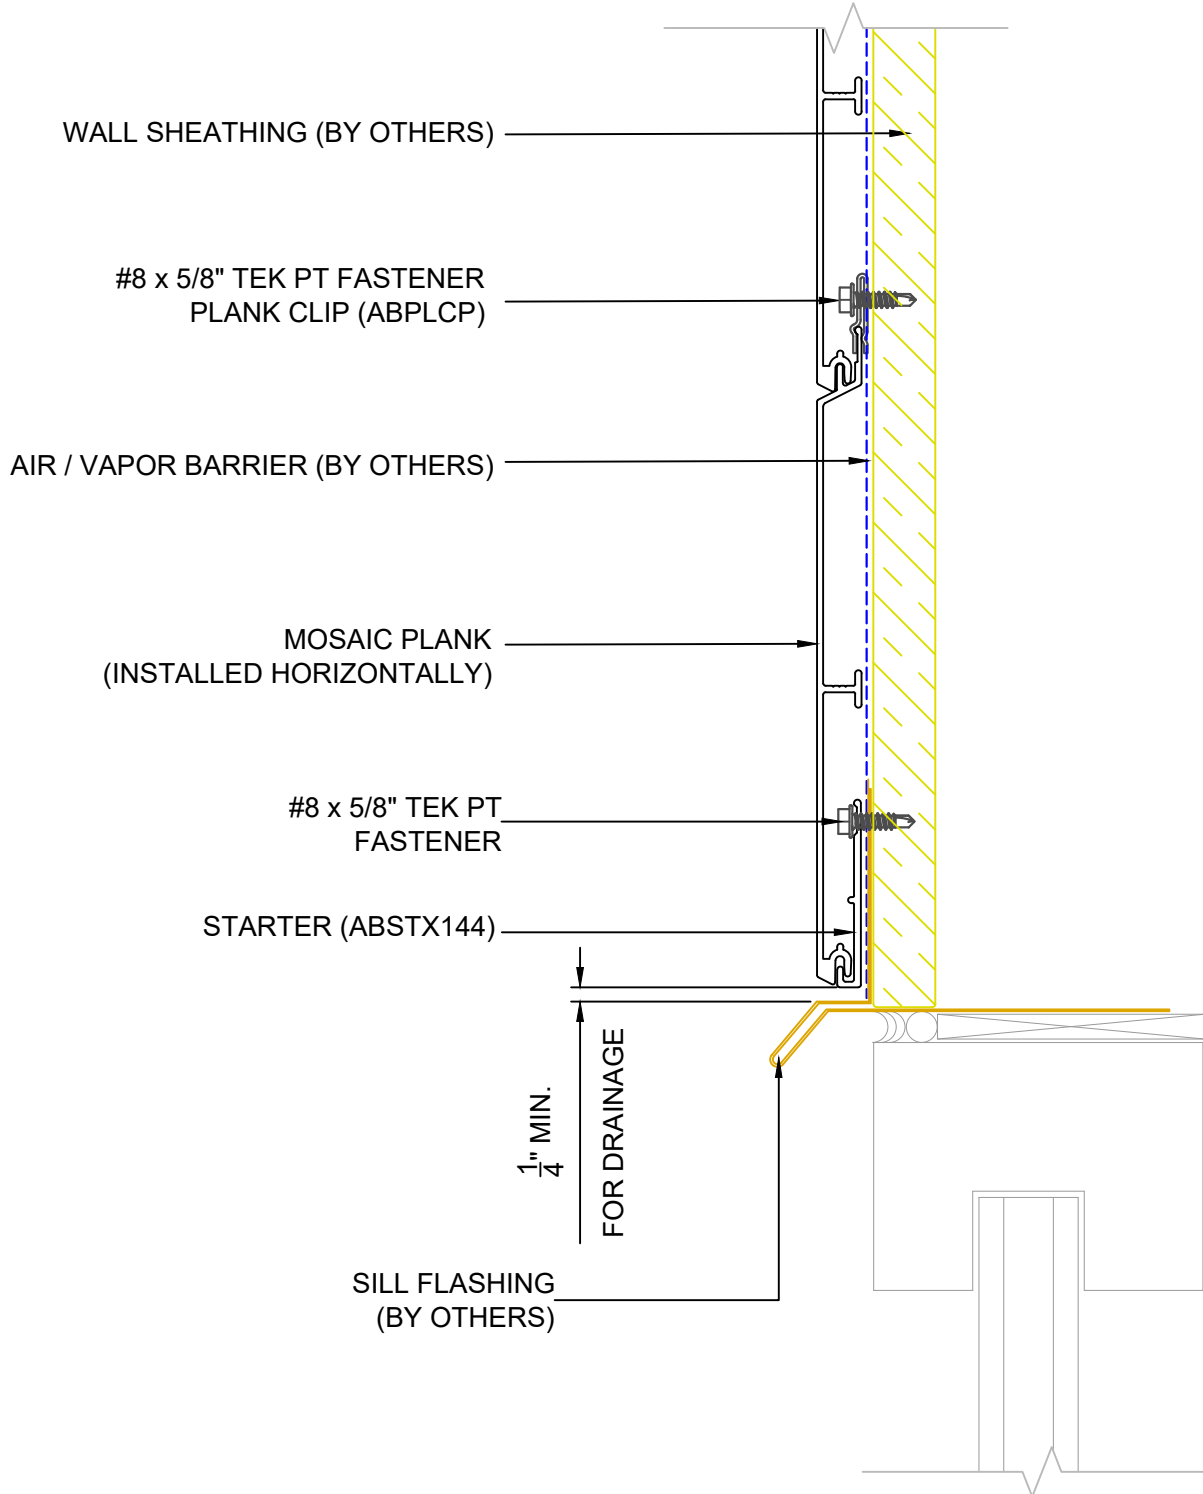 WALL SHEATHING (BY OTHERS)
#8 x 5/8" TEK PT FASTENER
PLANK CLIP (ABPLCP)
AIR / VAPOR BARRIER (BY OTHERS)
MOSAIC PLANK
(INSTALLED HORIZONTALLY)
#8 x 5/8" TEK PT
FASTENER
STARTER (ABSTX144)
1/4" MIN.
FOR DRAINAGE
SILL FLASHING
(BY OTHERS)